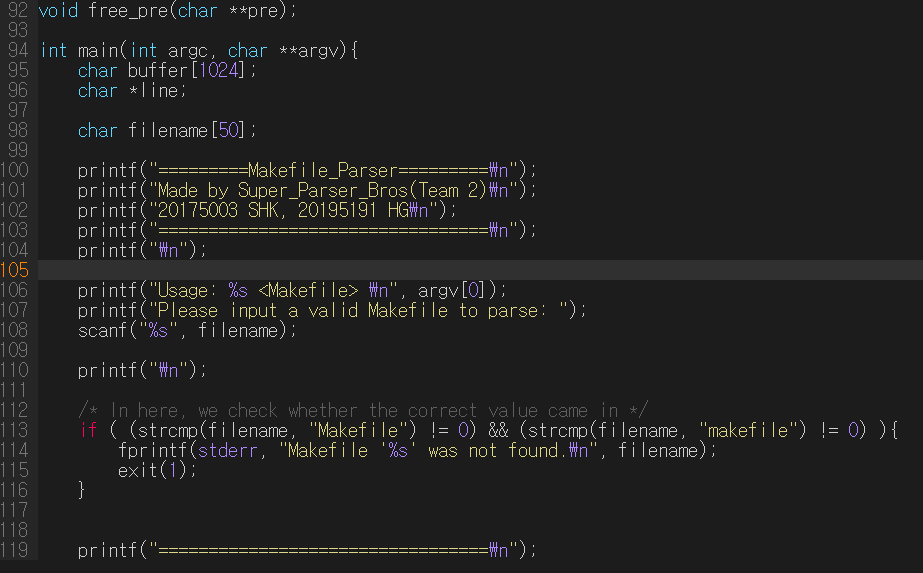 92 void free_pre(char **pre);
93
94 int main(int argc, char **argv){
95     char buffer[1024];
96     char *line;
97
98     char filename[50];
99
100     printf("=========Makefile_Parser=========₩n");
101     printf("Made by Super_Parser_Bros(Team 2)₩n");
102     printf("20175003 SHK, 20195191 HG₩n");
103     printf("=================================₩n");
104     printf("₩n");
105
106     printf("Usage: %s <Makefile> ₩n", argv[0]);
107     printf("Please input a valid Makefile to parse: ");
108     scanf("%s", filename);
109
110     printf("₩n");
111
112     /* In here, we check whether the correct value came in */
113     if ( (strcmp(filename, "Makefile") != 0) && (strcmp(filename, "makefile") != 0) ){
114         fprintf(stderr, "Makefile '%s' was not found.₩n", filename);
115         exit(1);
116     }
117
118
119     printf("=================================₩n");